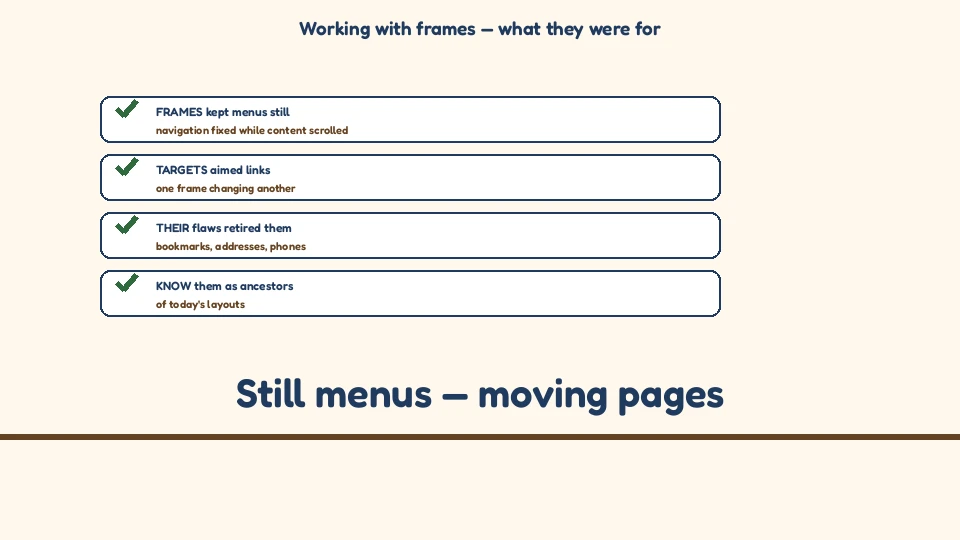 Working with frames — what they were for
FRAMES kept menus still
navigation fixed while content scrolled
TARGETS aimed links
one frame changing another
THEIR flaws retired them
bookmarks, addresses, phones
KNOW them as ancestors
of today's layouts
Still menus — moving pages